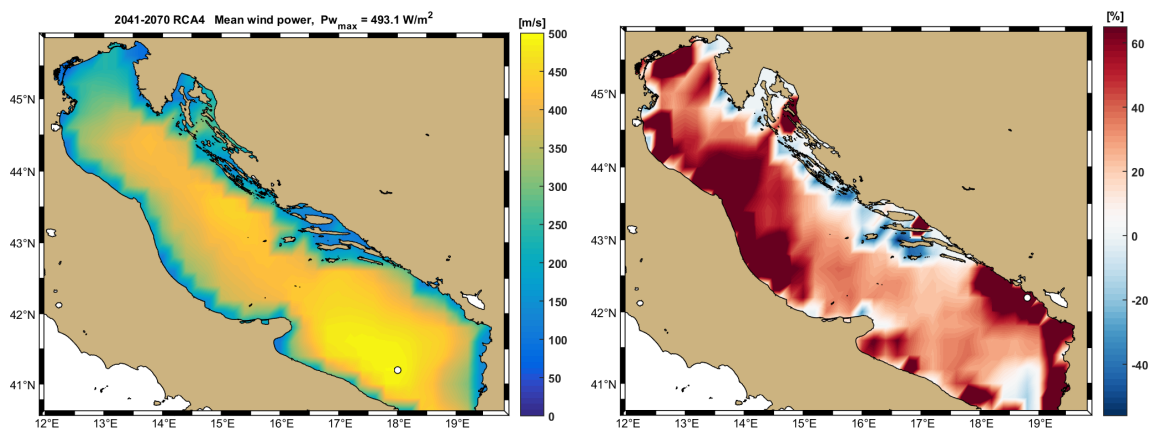 2041-2070 RCA4 Mean wind power, Pw_max = 493.1 W/m²
[m/s]
500
450
400
350
300
250
200
150
100
50
0
45°N
44°N
43°N
42°N
41°N
12°E 13°E 14°E 15°E 16°E 17°E 18°E 19°E
[%]
60
40
20
0
-20
-40
45°N
44°N
43°N
42°N
41°N
12°E 13°E 14°E 15°E 16°E 17°E 18°E 19°E